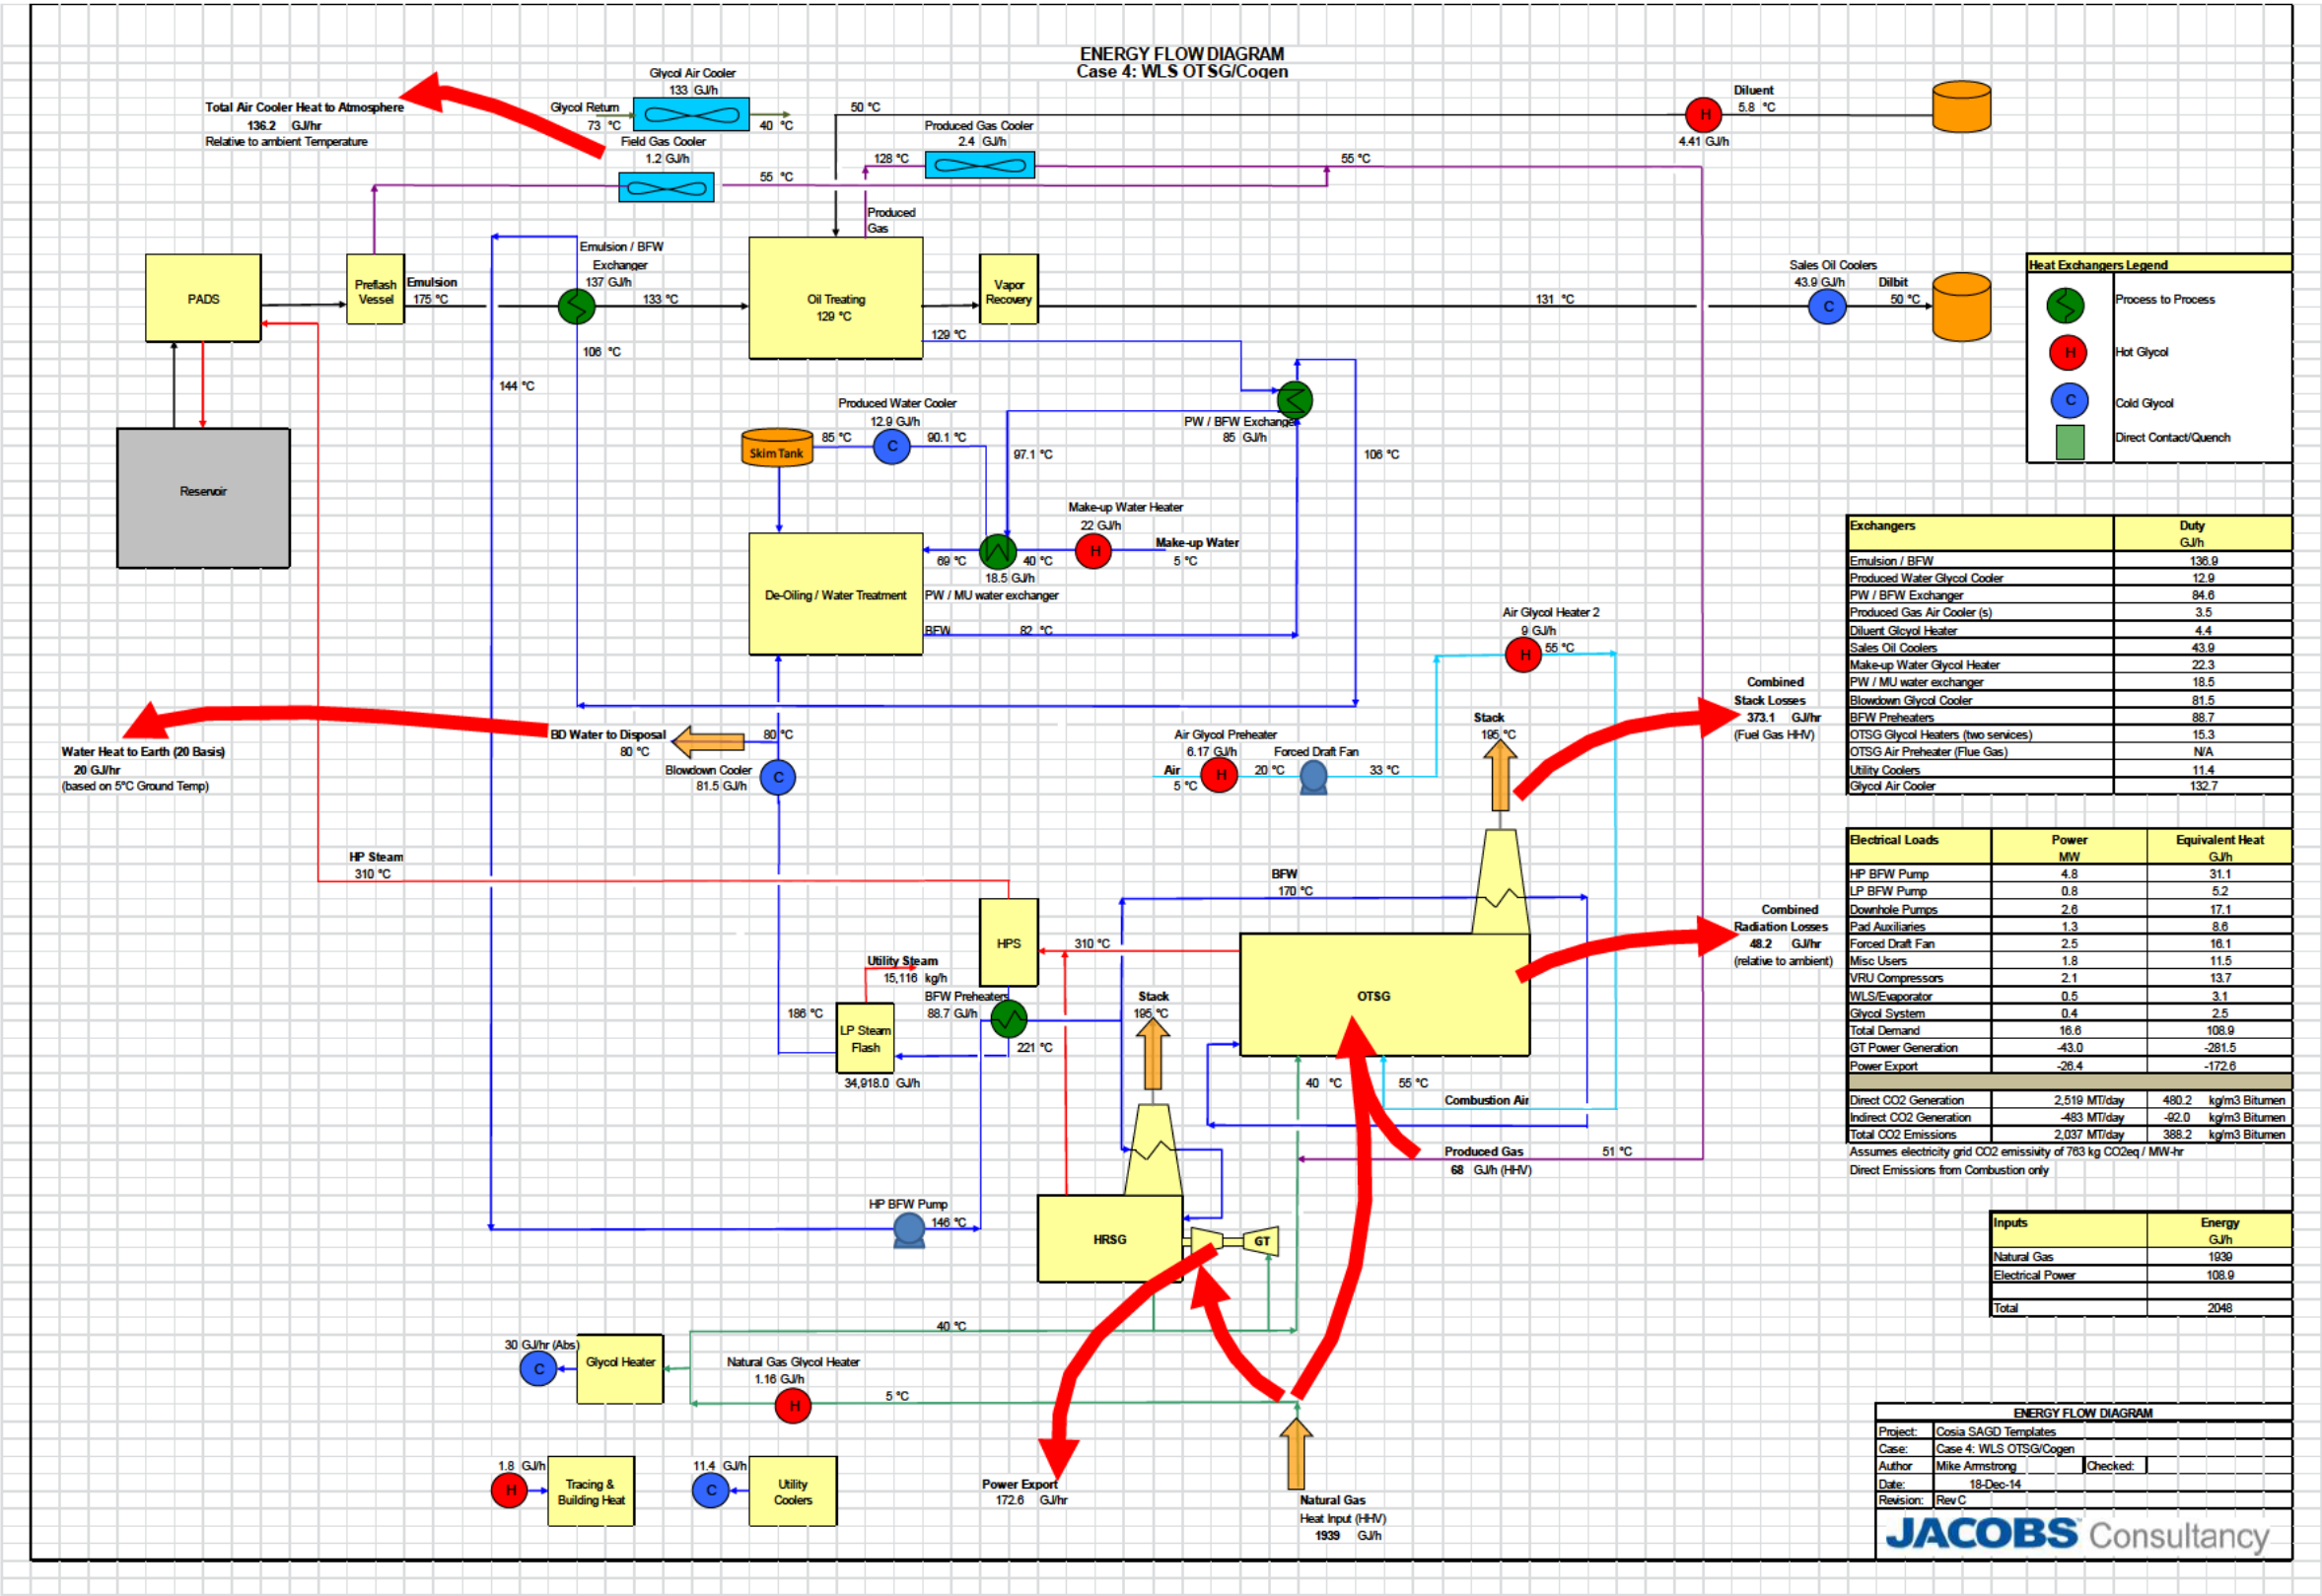 ENERGY FLOW DIAGRAM
Case 4: WLS OTSG/Cogen
Glycol Air Cooler
133 GJ/h
Total Air Cooler Heat to Atmosphere
136.2 GJ/hr
Relative to ambient Temperature
Glycol Return
73 °C
40 °C
Field Gas Cooler
1.2 GJ/h
55 °C
50 °C
Produced Gas Cooler
2.4 GJ/h
128 °C
55 °C
Diluent
5.8 °C
H
4.41 GJ/h
Produced
Gas
Emulsion / BFW
Exchanger
137 GJ/h
PADS
Preflash
Vessel
Emulsion
175 °C
133 °C
Oil Treating
129 °C
Vapor
Recovery
131 °C
Sales Oil Coolers
43.9 GJ/h
C
Dilbit
50 °C
Heat Exchangers Legend
Process to Process
H
Hot Glycol
C
Cold Glycol
Direct Contact/Quench
106 °C
144 °C
129 °C
Reservoir
Produced Water Cooler
12.9 GJ/h
Skim Tank
85 °C
C
90.1 °C
PW / BFW Exchanger
85 GJ/h
97.1 °C
106 °C
Make-up Water Heater
22 GJ/h
H
Make-up Water
5 °C
69 °C
40 °C
18.5 GJ/h
PW / MU water exchanger
De-Oiling / Water Treatment
BFW
82 °C
Exchangers
Duty
GJ/h
Emulsion / BFW 136.9
Produced Water Glycol Cooler 12.9
PW / BFW Exchanger 84.6
Produced Gas Air Cooler (s) 3.5
Diluent Glcyol Heater 4.4
Sales Oil Coolers 43.9
Make-up Water Glycol Heater 22.3
PW / MU water exchanger 18.5
Blowdown Glycol Cooler 81.5
BFW Preheaters 88.7
OTSG Glycol Heaters (two services) 15.3
OTSG Air Preheater (Flue Gas) N/A
Utility Coolers 11.4
Glycol Air Cooler 132.7
Air Glycol Heater 2
9 GJ/h
H
55 °C
Combined
Stack Losses
373.1 GJ/hr
(Fuel Gas HHV)
Stack
195 °C
Water Heat to Earth (20 Basis)
20 GJ/hr
(based on 5°C Ground Temp)
BD Water to Disposal
80 °C
80 °C
Blowdown Cooler
81.5 GJ/h
C
Air Glycol Preheater
6.17 GJ/h
Air
5 °C
H
20 °C
Forced Draft Fan
33 °C
HP Steam
310 °C
BFW
170 °C
Combined
Radiation Losses
48.2 GJ/hr
(relative to ambient)
Electrical Loads
Power
MW
Equivalent Heat
GJ/h
HP BFW Pump 4.8 31.1
LP BFW Pump 0.8 5.2
Downhole Pumps 2.6 17.1
Pad Auxiliaries 1.3 8.6
Forced Draft Fan 2.5 16.1
Misc Users 1.8 11.5
VRU Compressors 2.1 13.7
WLS/Evaporator 0.5 3.1
Glycol System 0.4 2.5
Total Demand 16.6 108.9
GT Power Generation -43.0 -281.5
Power Export -26.4 -172.6
Direct CO2 Generation 2,519 MT/day 480.2 kg/m3 Bitumen
Indirect CO2 Generation -483 MT/day -92.0 kg/m3 Bitumen
Total CO2 Emissions 2,037 MT/day 388.2 kg/m3 Bitumen
Assumes electricity grid CO2 emissivity of 763 kg CO2eq / MW-hr
Direct Emissions from Combustion only
HPS
310 °C
Utility Steam
15,116 kg/h
BFW Preheaters
88.7 GJ/h
186 °C
LP Steam
Flash
221 °C
34,918.0 GJ/h
Stack
195 °C
OTSG
40 °C
55 °C
Combustion Air
Produced Gas
68 GJ/h (HHV)
51 °C
HP BFW Pump
146 °C
HRSG
GT
Inputs
Energy
GJ/h
Natural Gas 1939
Electrical Power 108.9
Total 2048
40 °C
30 GJ/hr (Abs)
C
Glycol Heater
Natural Gas Glycol Heater
1.16 GJ/h
H
5 °C
1.8 GJ/h
H
Tracing &
Building Heat
11.4 GJ/h
C
Utility
Coolers
Power Export
172.6 GJ/hr
Natural Gas
Heat Input (HHV)
1939 GJ/h
ENERGY FLOW DIAGRAM
Project: Cosia SAGD Templates
Case: Case 4: WLS OTSG/Cogen
Author Mike Armstrong Checked:
Date: 18-Dec-14
Revision: Rev C
JACOBS Consultancy